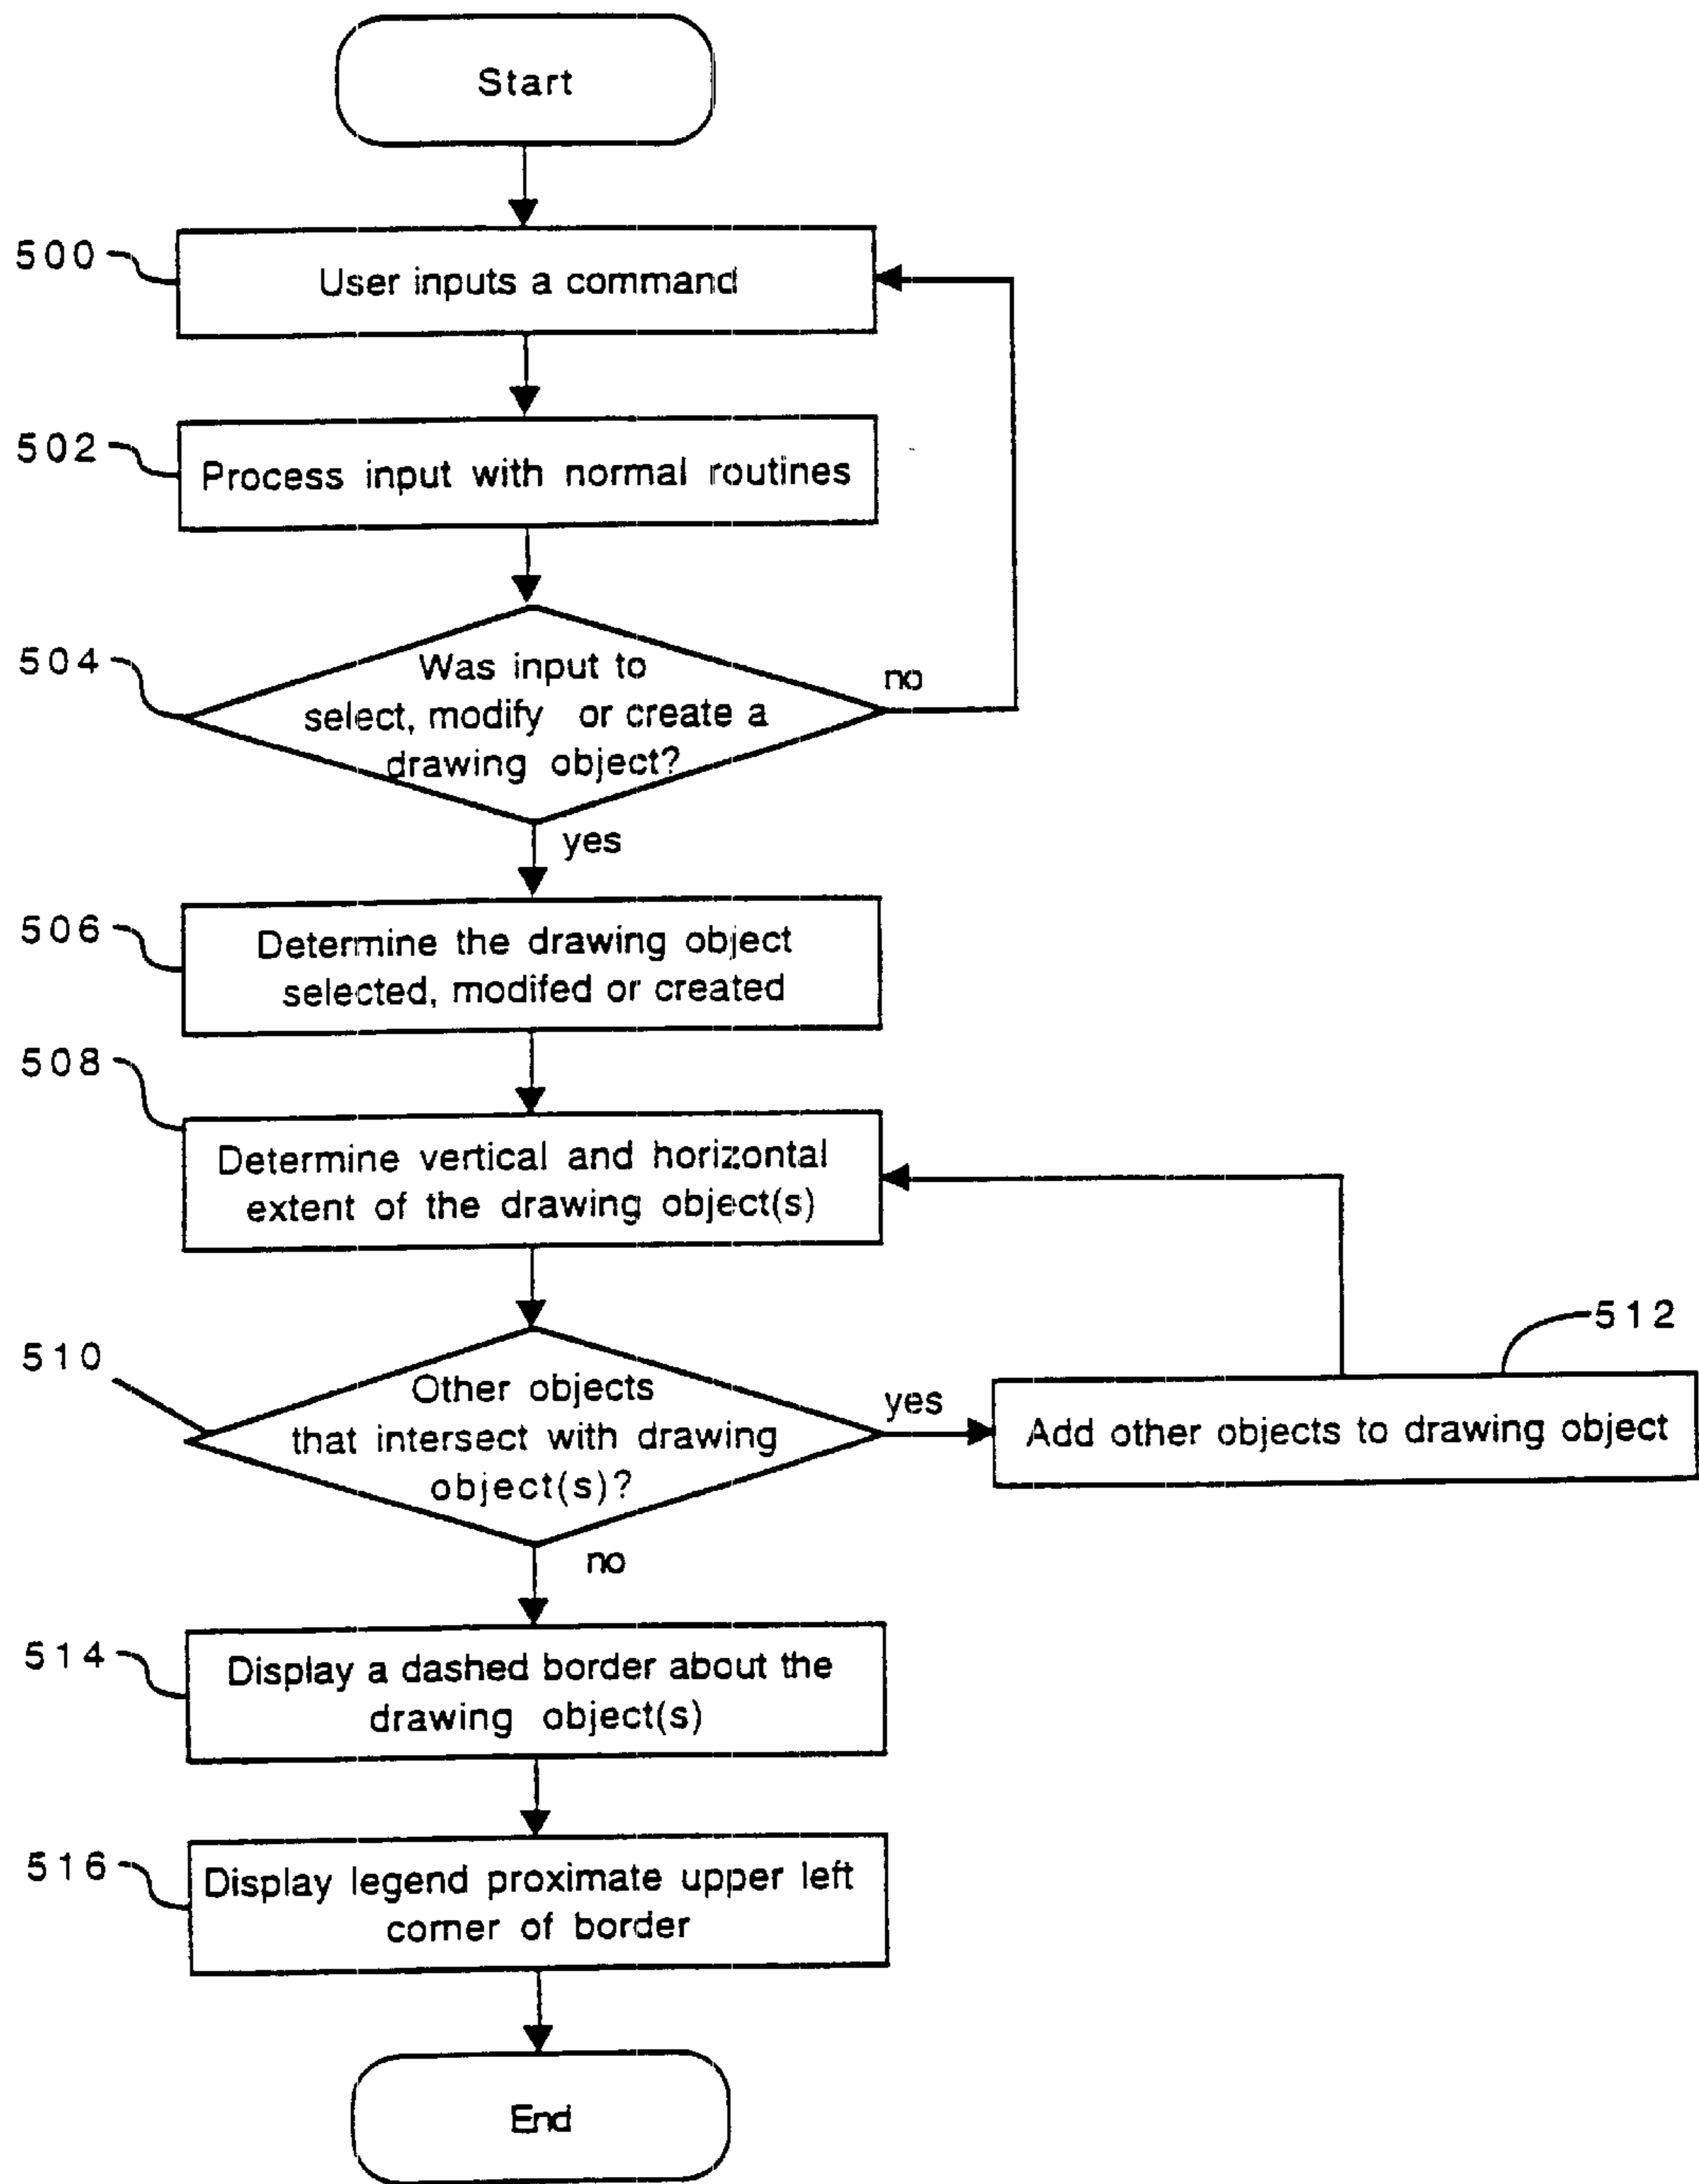 Start
500
User inputs a command
502
Process input with normal routines
504
Was input to
select, modify or create a
drawing object?
no
yes
506
Determine the drawing object
selected, modifed or created
508
Determine vertical and horizontal
extent of the drawing object(s)
512
510
Other objects
that intersect with drawing
object(s)?
yes
Add other objects to drawing object
no
514
Display a dashed border about the
drawing object(s)
516
Display legend proximate upper left
corner of border
End